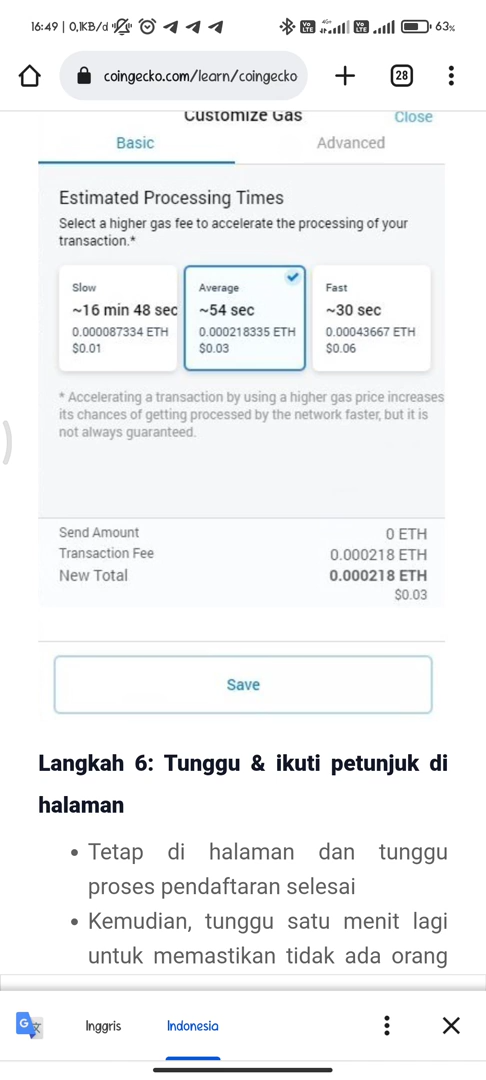 16:49 | 0,1KB/d
Vo LTE 4G+ Vo LTE 63%
coingecko.com/learn/coingecko
28
Customize Gas
Close
Basic
Advanced
Estimated Processing Times
Select a higher gas fee to accelerate the processing of your
transaction.*
Slow
~16 min 48 sec
0.000087334 ETH
$0.01
Average
~54 sec
0.000218335 ETH
$0.03
Fast
~30 sec
0.00043667 ETH
$0.06
* Accelerating a transaction by using a higher gas price increases
its chances of getting processed by the network faster, but it is
not always guaranteed.
Send Amount
0 ETH
Transaction Fee
0.000218 ETH
New Total
0.000218 ETH
$0.03
Save
Langkah 6: Tunggu & ikuti petunjuk di
halaman
• Tetap di halaman dan tunggu
proses pendaftaran selesai
• Kemudian, tunggu satu menit lagi
untuk memastikan tidak ada orang
G 文
Inggris
Indonesia